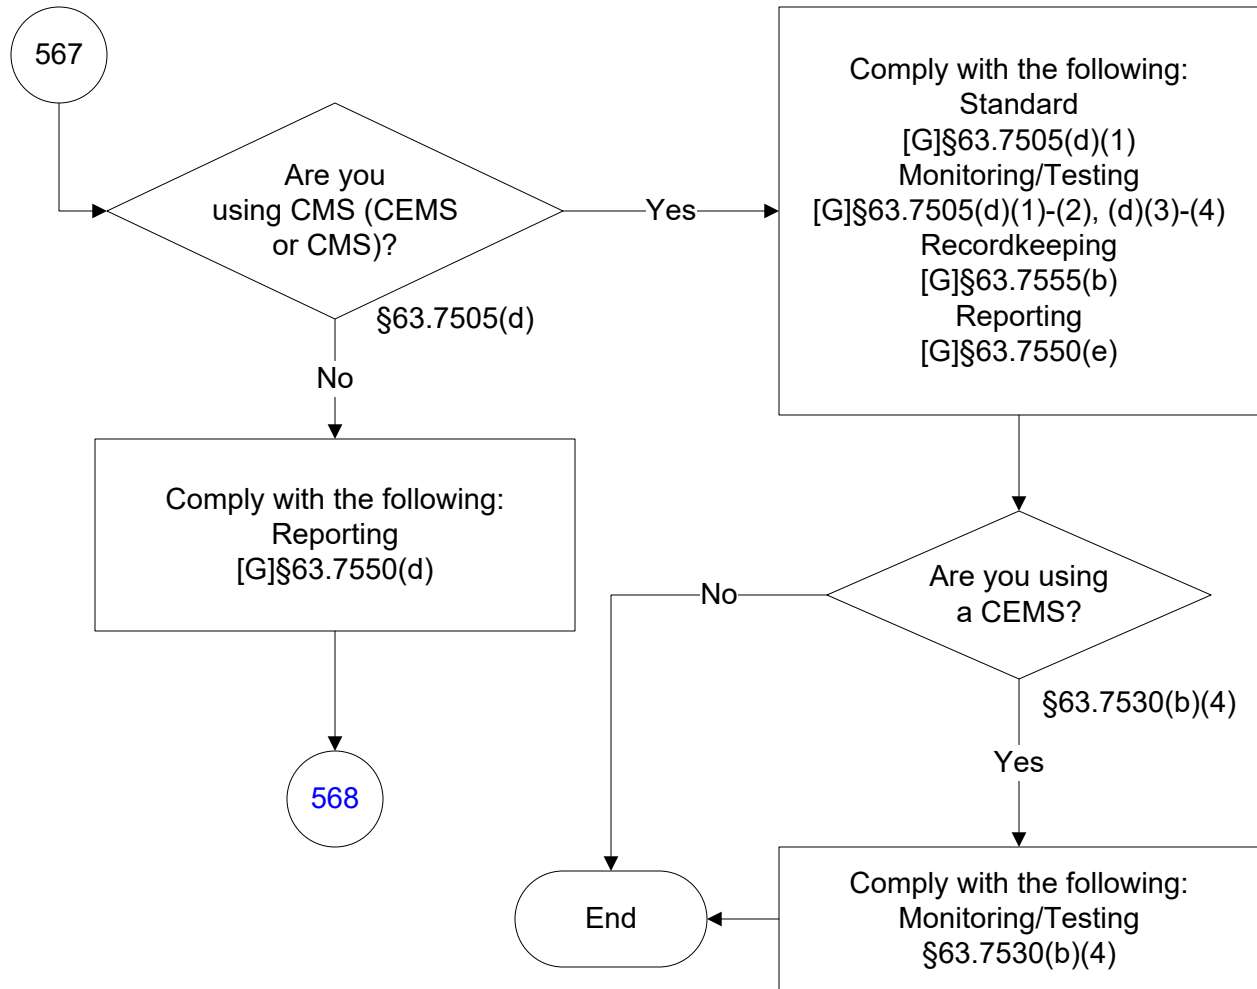 567
Are you
using CMS (CEMS
or CMS)?
§63.7505(d)
Yes
Comply with the following:
Standard
[G]§63.7505(d)(1)
Monitoring/Testing
[G]§63.7505(d)(1)-(2), (d)(3)-(4)
Recordkeeping
[G]§63.7555(b)
Reporting
[G]§63.7550(e)
No
Comply with the following:
Reporting
[G]§63.7550(d)
568
Are you using
a CEMS?
§63.7530(b)(4)
No
Yes
Comply with the following:
Monitoring/Testing
§63.7530(b)(4)
End